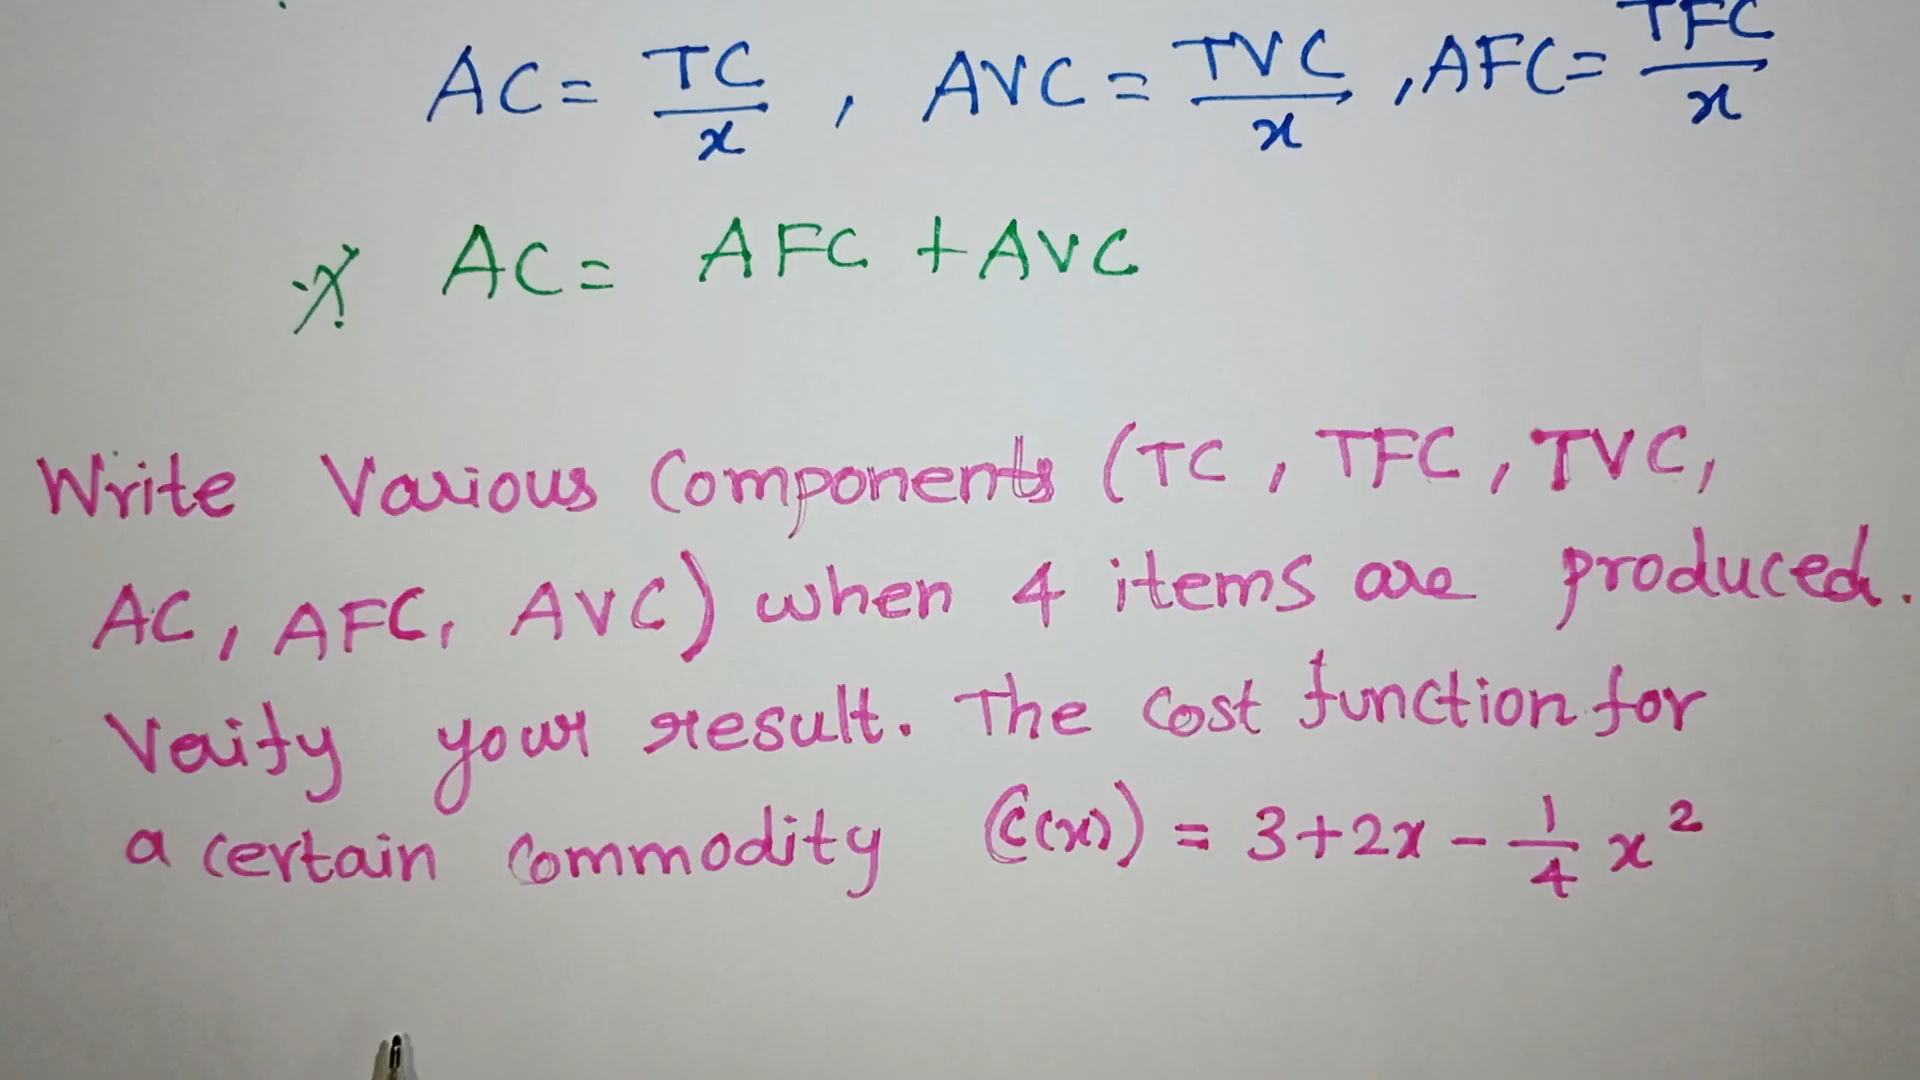 AC = TC/x , AVC = TVC/x , AFC = TFC/x
AC = AFC + AVC
Write Various Components (TC, TFC, TVC,
AC, AFC, AVC) when 4 items are produced.
Veify your result. The Cost function for
a certain Commodity (C(x)) = 3+2x - 1/4 x²